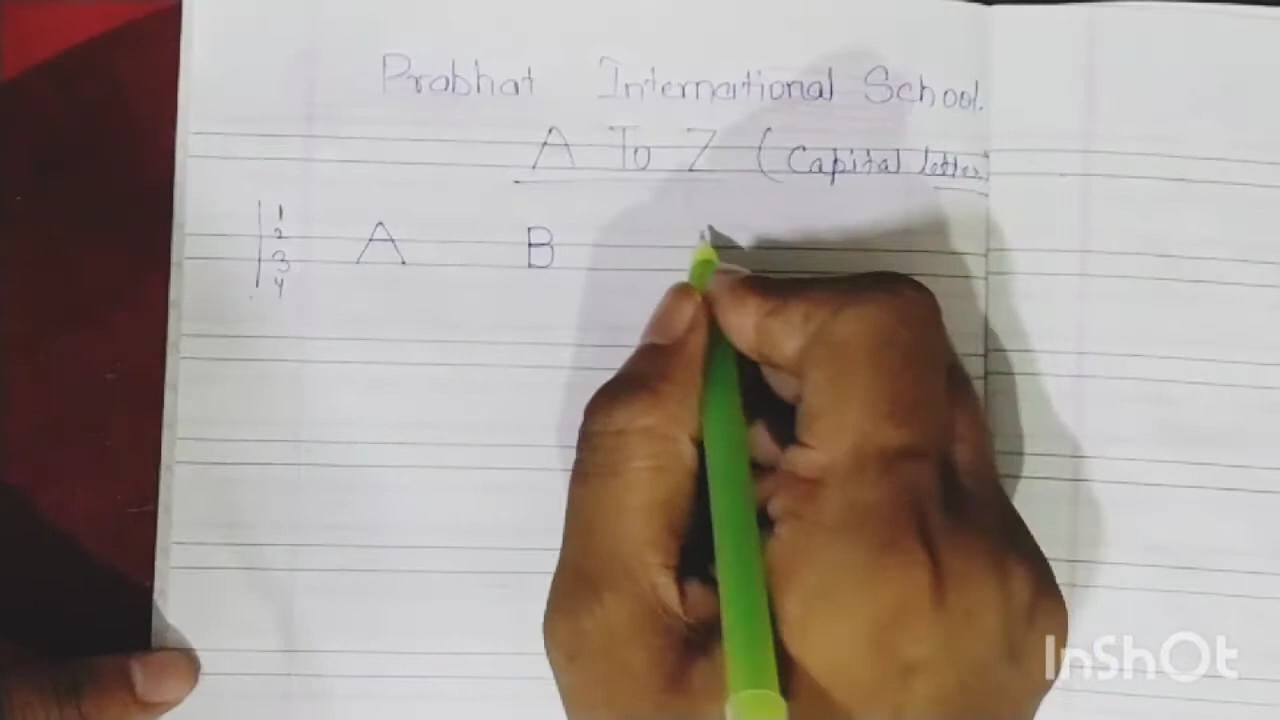 Prabhat International School.
A To Z (Capital letter)
1
2
3
4
A B
InShOt